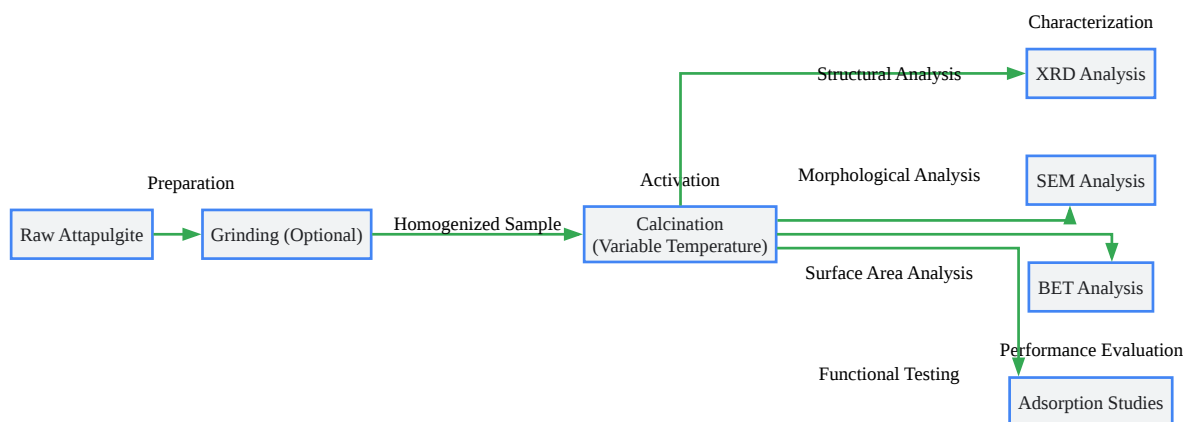 Characterization
Structural Analysis
XRD Analysis
Preparation
Activation
Morphological Analysis
SEM Analysis
Raw Attapulgite
Grinding (Optional)
Homogenized Sample
Calcination
(Variable Temperature)
Surface Area Analysis
BET Analysis
Performance Evaluation
Functional Testing
Adsorption Studies